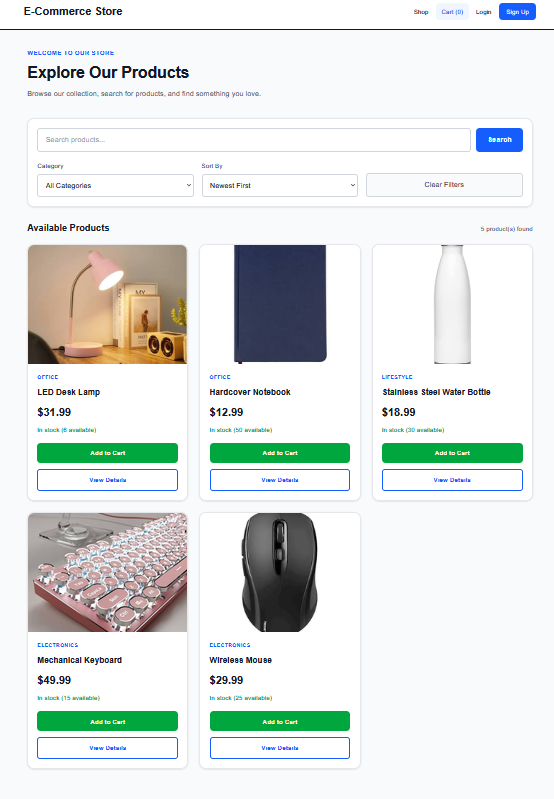 E-Commerce Store
Shop
Cart (0)
Login
Sign Up
WELCOME TO OUR STORE
Explore Our Products
Browse our collection, search for products, and find something you love.
Search products...
Search
Category
Sort By
All Categories
Newest First
Clear Filters
Available Products
5 product(s) found
MY
OFFICE
LED Desk Lamp
$31.99
In stock (6 available)
Add to Cart
View Details
OFFICE
Hardcover Notebook
$12.99
In stock (50 available)
Add to Cart
View Details
LIFESTYLE
Stainless Steel Water Bottle
$18.99
In stock (30 available)
Add to Cart
View Details
ELECTRONICS
Mechanical Keyboard
$49.99
In stock (15 available)
Add to Cart
View Details
ELECTRONICS
Wireless Mouse
$29.99
In stock (25 available)
Add to Cart
View Details